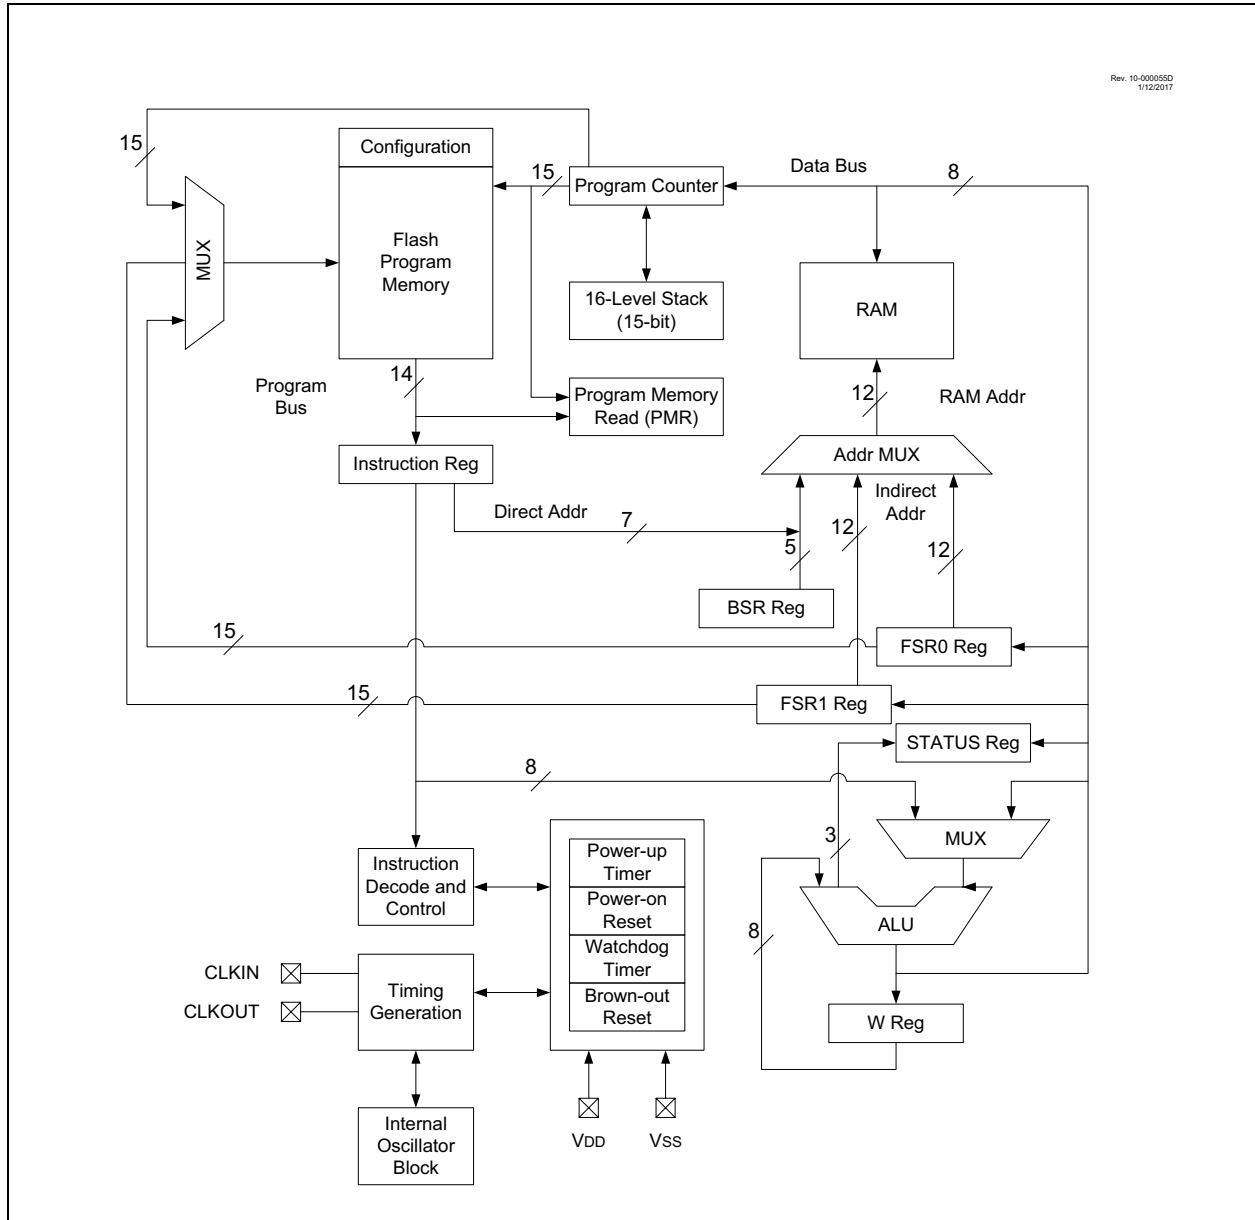 Rev. 10-000055D
1/12/2017
15
Configuration
15
Program Counter
Data Bus
8
MUX
Flash
Program
Memory
16-Level Stack
(15-bit)
RAM
Program
Bus
14
Program Memory
Read (PMR)
12
RAM Addr
Instruction Reg
Addr MUX
Direct Addr
7
Indirect
Addr
12
5
12
BSR Reg
15
FSR0 Reg
15
FSR1 Reg
STATUS Reg
8
3
MUX
Instruction
Decode and
Control
Power-up
Timer
Power-on
Reset
Watchdog
Timer
Brown-out
Reset
8
ALU
CLKIN
CLKOUT
Timing
Generation
W Reg
Internal
Oscillator
Block
VDD
VSS